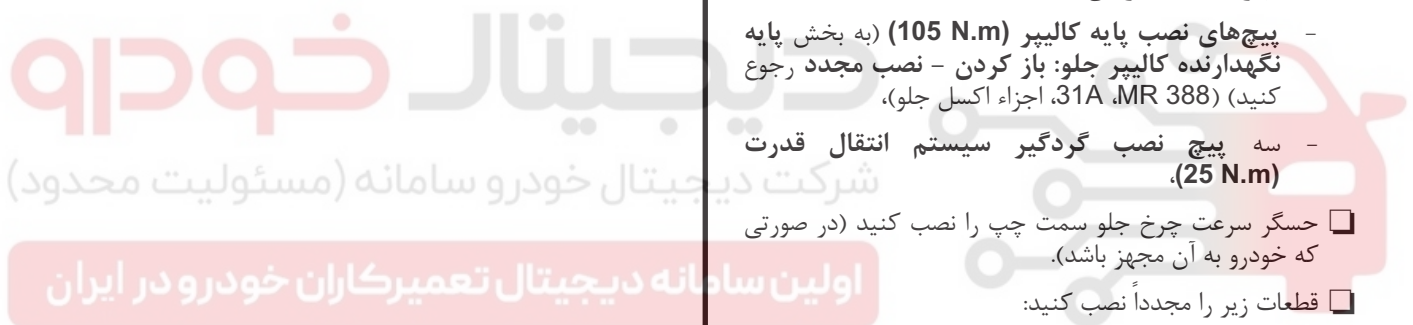 - پیچ‌های نصب پایه کالیپر (105 N.m) (به بخش پایه
نگهدارنده کالیپر جلو: باز کردن – نصب مجدد رجوع
کنید) (MR 388، 31A، اجزاء اکسل جلو)،
- سه پیچ نصب گردگیر سیستم انتقال قدرت
(25 N.m)،
❏ حسگر سرعت چرخ جلو سمت چپ را نصب کنید (در صورتی
که خودرو به آن مجهز باشد).
❏ قطعات زیر را مجدداً نصب کنید:
دیجیتال خودرو
شرکت دیجیتال خودرو سامانه (مسئولیت محدود)
اولین سامانه دیجیتال تعمیرکاران خودرو در ایران